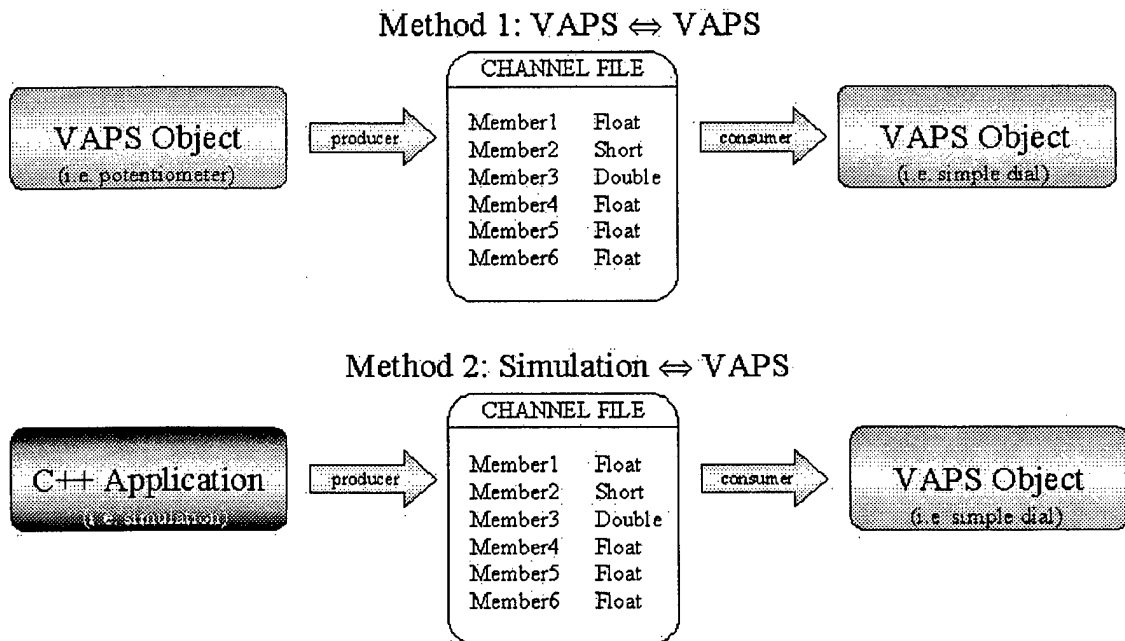 Method 1: VAPS ⇔ VAPS
VAPS Object
(i.e. potentiometer)
producer
CHANNEL FILE
Member1 Float
Member2 Short
Member3 Double
Member4 Float
Member5 Float
Member6 Float
consumer
VAPS Object
(i.e. simple dial)
Method 2: Simulation ⇔ VAPS
C++ Application
(i.e. simulation)
producer
CHANNEL FILE
Member1 Float
Member2 Short
Member3 Double
Member4 Float
Member5 Float
Member6 Float
consumer
VAPS Object
(i.e. simple dial)